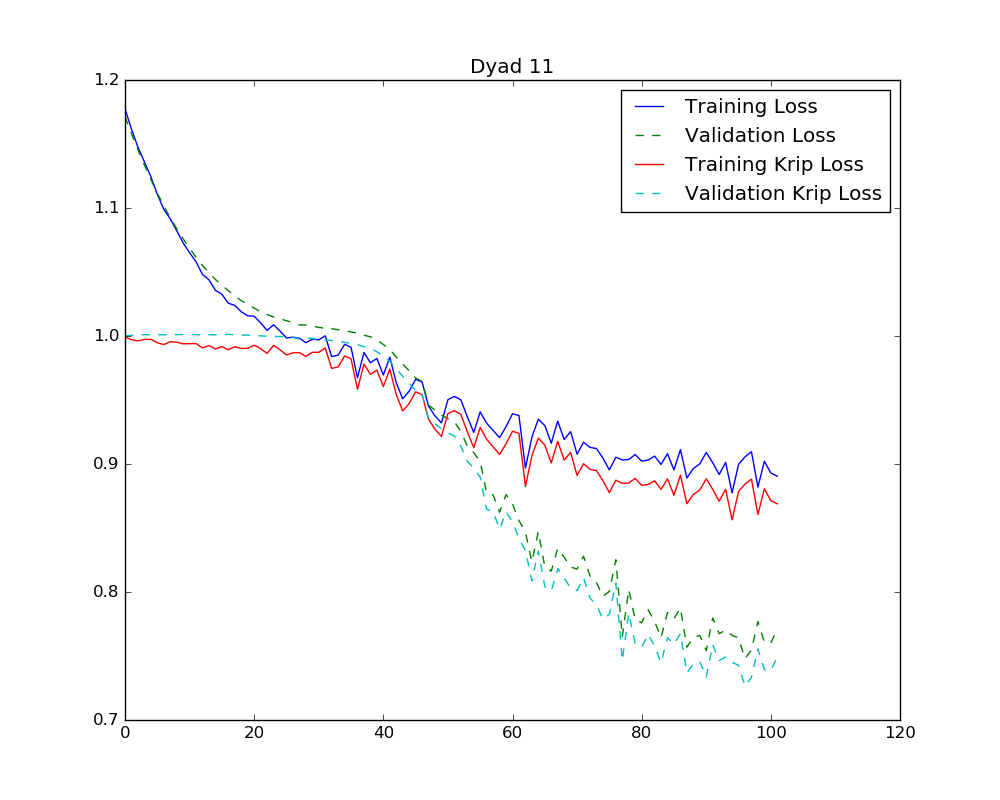 Dyad 11
1.2
1.1
1.0
0.9
0.8
0.7
0 20 40 60 80 100 120
Training Loss
Validation Loss
Training Krip Loss
Validation Krip Loss